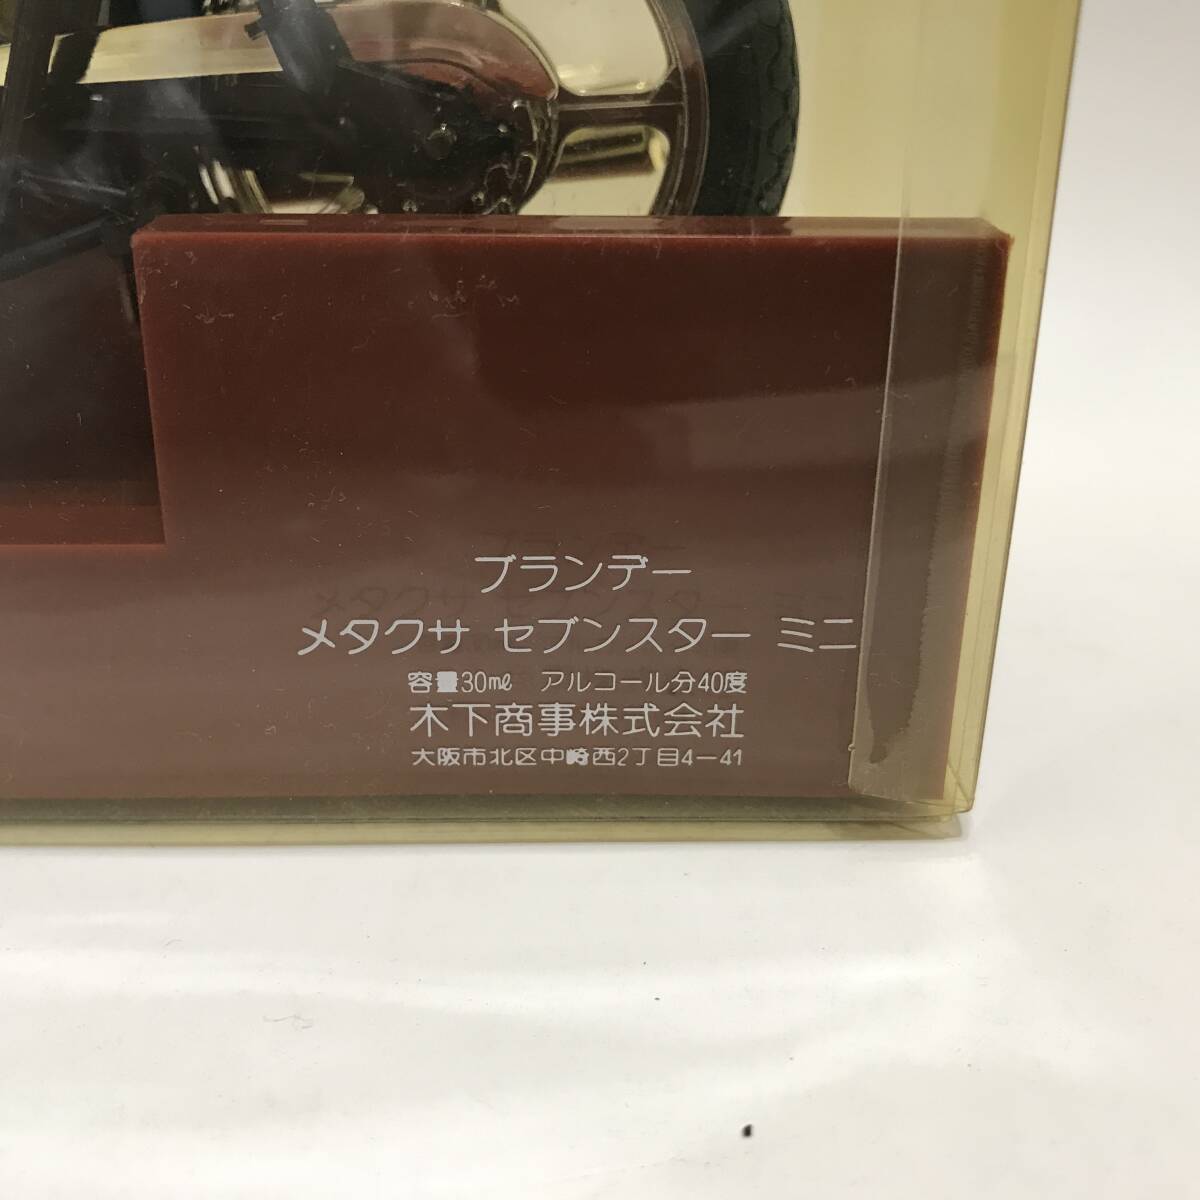 ブランデー
メタクサ セブンスター ミニ
容量30㎖ アルコール分40度
木下商事株式会社
大阪市北区中崎西2丁目4-41